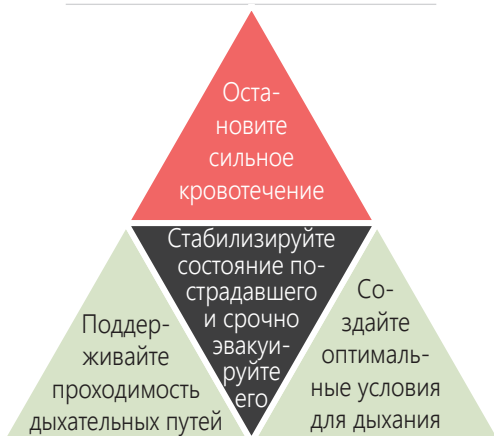 Оста-
новите
сильное
кровотечение
Стабилизируйте
состояние по-
страдавшего
и срочно
эвакуи-
руйте
его
Поддер-
живайте
проходимость
дыхательных путей
Со-
здайте
оптималь-
ные условия
для дыхания